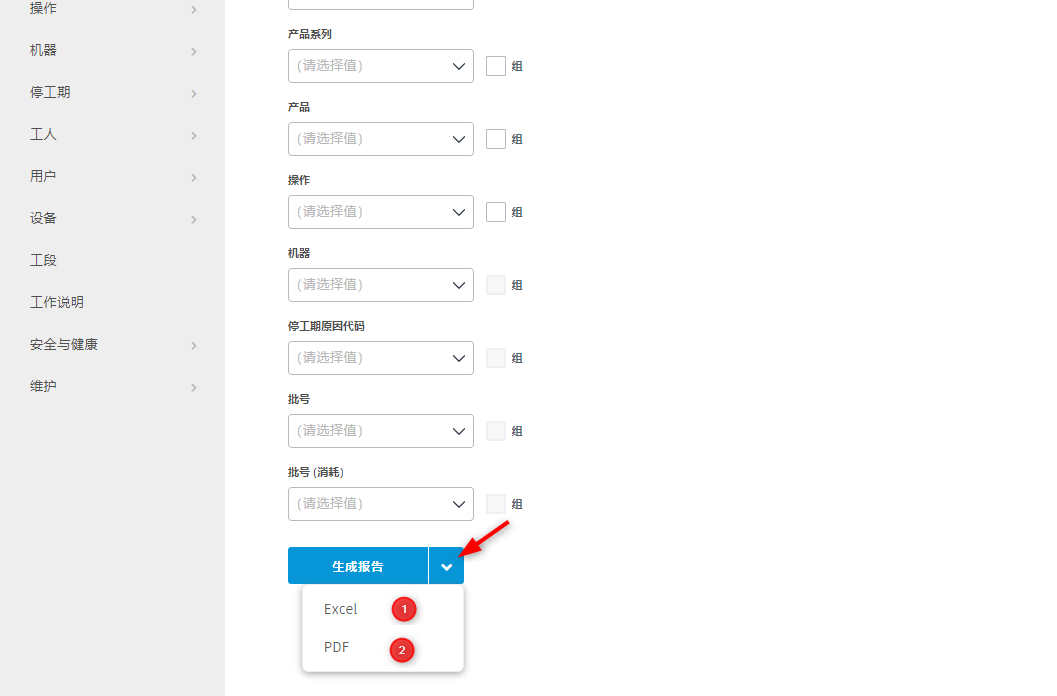 操作
机器
停工期
工人
用户
设备
工段
工作说明
安全与健康
维护
产品系列
(请选择值)
组
产品
(请选择值)
组
操作
(请选择值)
组
机器
(请选择值)
组
停工期原因代码
(请选择值)
组
批号
(请选择值)
组
批号 (消耗)
(请选择值)
组
生成报告
Excel 1
PDF 2